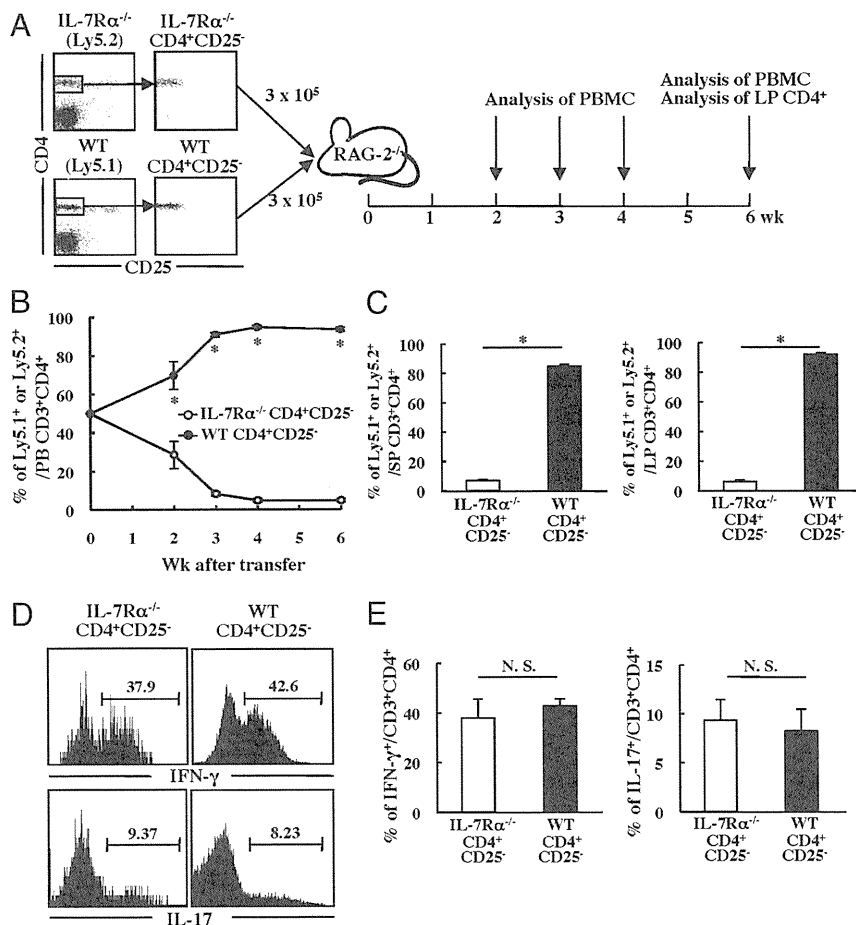 A
IL-7Rα-/-
(Ly5.2)
IL-7Rα-/-
CD4+CD25-
3 x 10⁵
WT
(Ly5.1)
WT
CD4+CD25-
3 x 10⁵
CD4
CD25
RAG-2-/-
Analysis of PBMC
Analysis of PBMC
Analysis of LP CD4+
0 1 2 3 4 5 6 wk
B
% of Ly5.1+ or Ly5.2+
/PB CD3+CD4+
100
80
60
40
20
0
* * * *
IL-7Rα-/- CD4+CD25-
WT CD4+CD25-
0 1 2 3 4 6
Wk after transfer
C
% of Ly5.1+ or Ly5.2+
/SP CD3+CD4+
100
80
60
40
20
0
*
IL-7Rα-/-
CD4+
CD25-
WT
CD4+
CD25-
% of Ly5.1+ or Ly5.2+
/LP CD3+CD4+
100
80
60
40
20
0
*
IL-7Rα-/-
CD4+
CD25-
WT
CD4+
CD25-
D
IL-7Rα-/-
CD4+CD25-
WT
CD4+CD25-
37.9
42.6
IFN-γ
9.37
8.23
IL-17
E
% of IFN-γ+/CD3+CD4+
60
40
20
0
N. S.
IL-7Rα-/-
CD4+
CD25-
WT
CD4+
CD25-
% of IL-17+/CD3+CD4+
15
10
5
0
N. S.
IL-7Rα-/-
CD4+
CD25-
WT
CD4+
CD25-